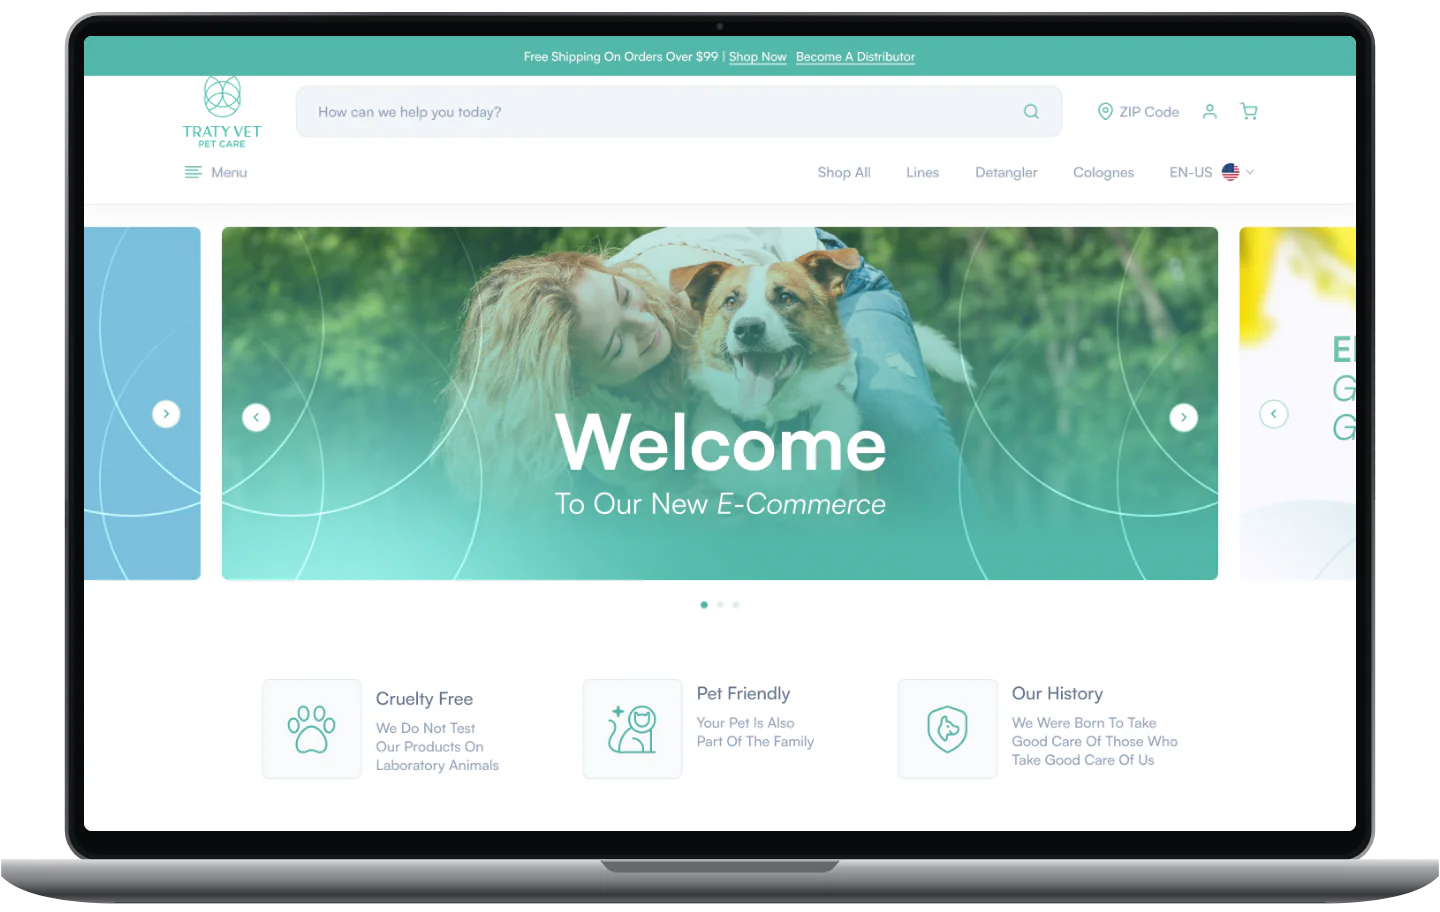 Free Shipping On Orders Over $99 | Shop Now Become A Distributor
TRATY VET
PET CARE
How can we help you today?
ZIP Code
Menu
Shop All
Lines
Detangler
Colognes
EN-US
Welcome
To Our New E-Commerce
Cruelty Free
We Do Not Test
Our Products On
Laboratory Animals
Pet Friendly
Your Pet Is Also
Part Of The Family
Our History
We Were Born To Take
Good Care Of Those Who
Take Good Care Of Us